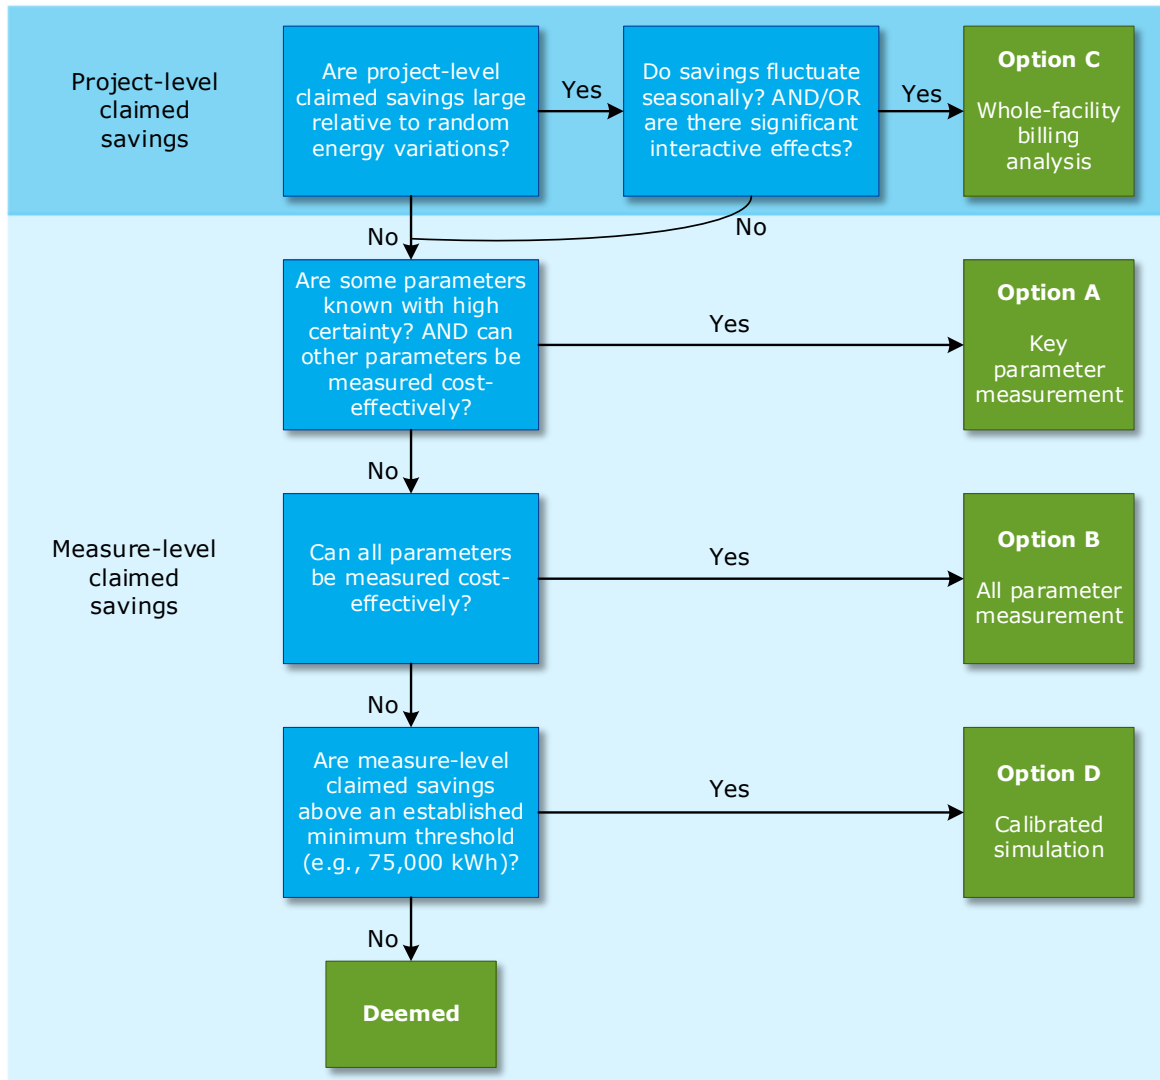 Project-level
claimed
savings
Are project-level
claimed savings large
relative to random
energy variations?
Yes
Do savings fluctuate
seasonally? AND/OR
are there significant
interactive effects?
Yes
Option C
Whole-facility
billing
analysis
No
No
Are some parameters
known with high
certainty? AND can
other parameters be
measured cost-
effectively?
Yes
Option A
Key
parameter
measurement
No
Measure-level
claimed
savings
Can all parameters
be measured cost-
effectively?
Yes
Option B
All parameter
measurement
No
Are measure-level
claimed savings
above an established
minimum threshold
(e.g., 75,000 kWh)?
Yes
Option D
Calibrated
simulation
No
Deemed